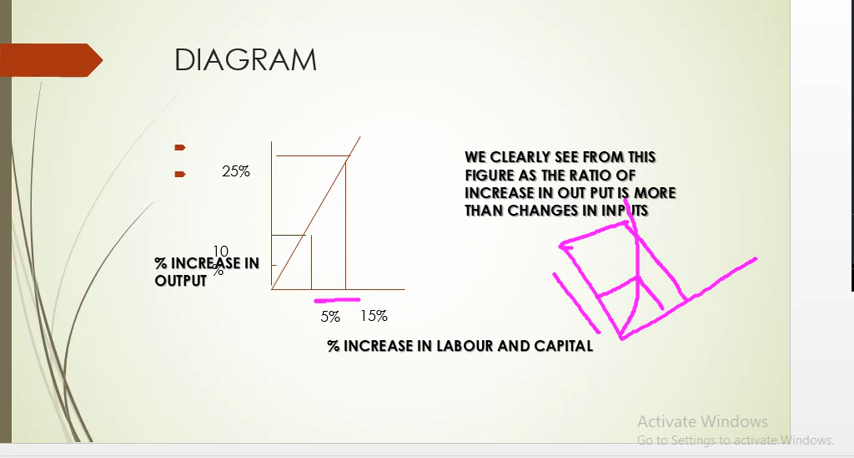 DIAGRAM
25%
10
%
% INCREASE IN
OUTPUT
5% 15%
% INCREASE IN LABOUR AND CAPITAL
WE CLEARLY SEE FROM THIS
FIGURE AS THE RATIO OF
INCREASE IN OUT PUT IS MORE
THAN CHANGES IN INPUTS
Activate Windows
Go to Settings to activate Windows.